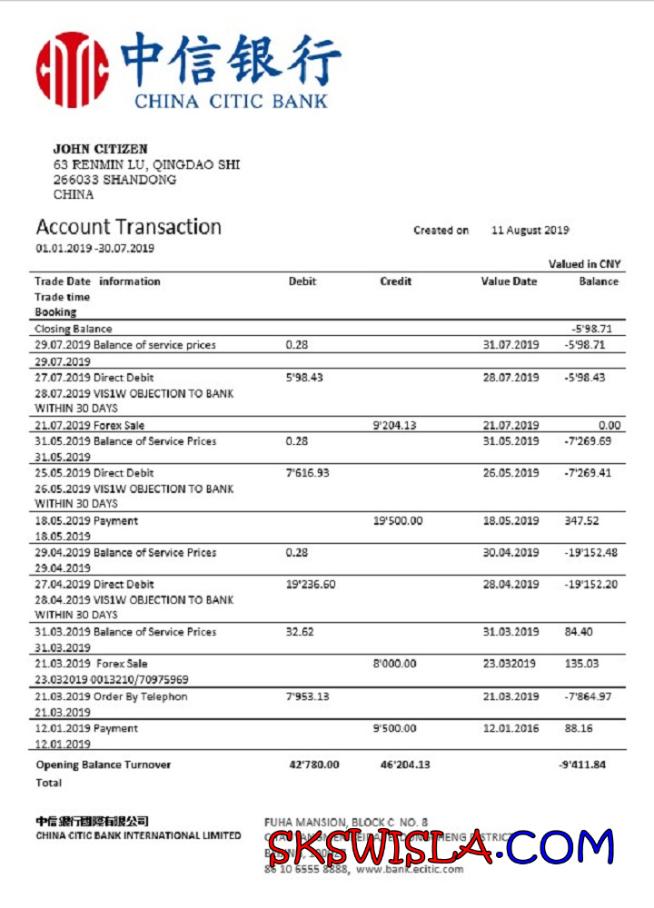 中信银行
CHINA CITIC BANK
JOHN CITIZEN
63 RENMIN LU, QINGDAO SHI
266033 SHANDONG
CHINA
Account Transaction Created on 11 August 2019
01.01.2019 -30.07.2019
Valued in CNY
Trade Date information Debit Credit Value Date Balance
Trade time
Booking
Closing Balance -5'98.71
29.07.2019 Balance of service prices 0.28 31.07.2019 -5'98.71
29.07.2019
27.07.2019 Direct Debit 5'98.43 28.07.2019 -5'98.43
28.07.2019 VIS1W OBJECTION TO BANK
WITHIN 30 DAYS
21.07.2019 Forex Sale 9'204.13 21.07.2019 0.00
31.05.2019 Balance of Service Prices 0.28 31.05.2019 -7'269.69
31.05.2019
25.05.2019 Direct Debit 7'616.93 26.05.2019 -7'269.41
26.05.2019 VIS1W OBJECTION TO BANK
WITHIN 30 DAYS
18.05.2019 Payment 19'500.00 18.05.2019 347.52
18.05.2019
29.04.2019 Balance of Service Prices 0.28 30.04.2019 -19'152.48
29.04.2019
27.04.2019 Direct Debit 19'236.60 28.04.2019 -19'152.20
28.04.2019 VIS1W OBJECTION TO BANK
WITHIN 30 DAYS
31.03.2019 Balance of Service Prices 32.62 31.03.2019 84.40
31.03.2019
21.03.2019 Forex Sale 8'000.00 23.032019 135.03
23.032019 0013210/70975969
21.03.2019 Order By Telephon 7'953.13 21.03.2019 -7'864.97
21.03.2019
12.01.2019 Payment 9'500.00 12.01.2016 88.16
12.01.2019
Opening Balance Turnover 42'780.00 46'204.13 -9'411.84
Total
中信銀行國際有限公司
CHINA CITIC BANK INTERNATIONAL LIMITED
FUHA MANSION, BLOCK C NO. 8
DISTRICT
86 10 6555 8888, www.bank.ecitic.com
SKSWISLA.COM